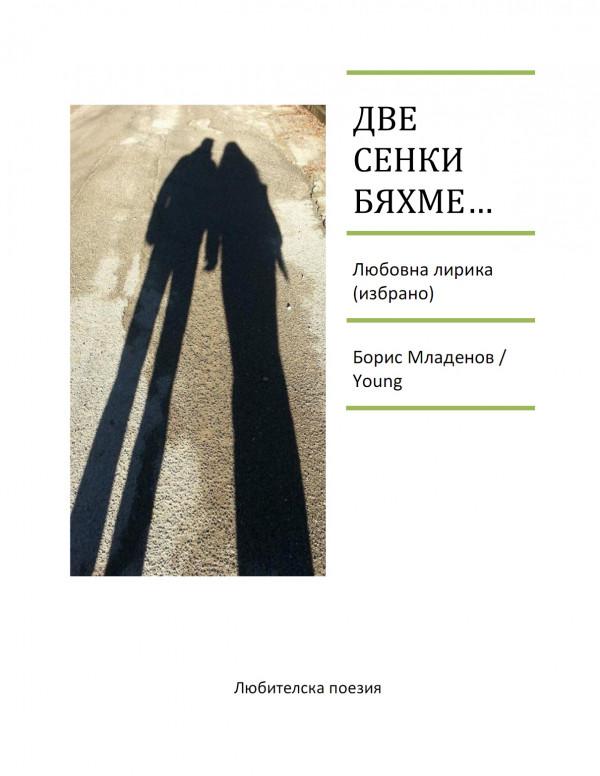 ДВЕ
СЕНКИ
БЯХМЕ...
Любовна лирика
(избрано)
Борис Младенов /
Young
Любителска поезия